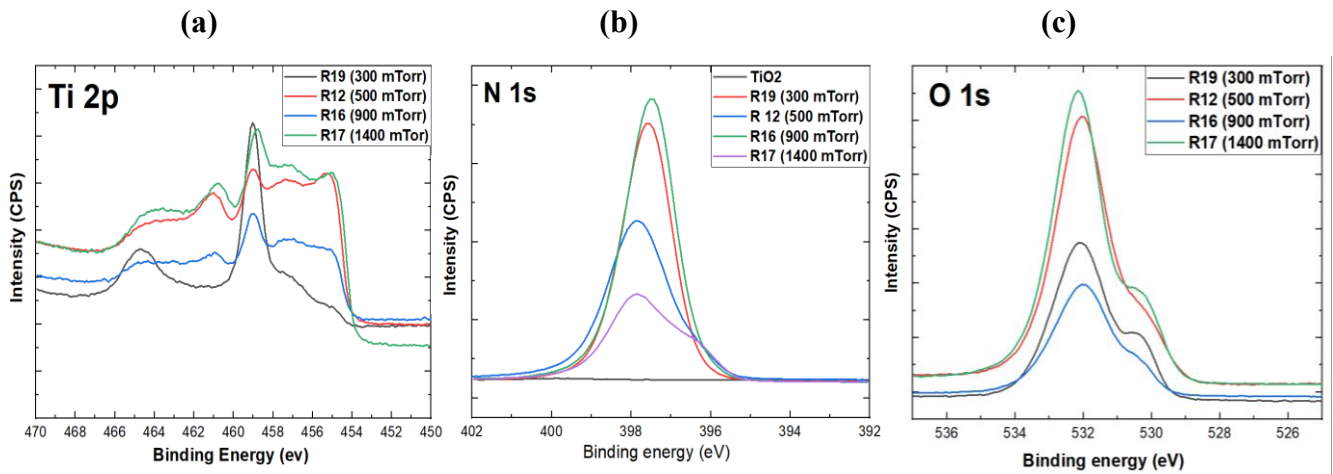 (a)
(b)
(c)
Ti 2p
R19 (300 mTorr)
R12 (500 mTorr)
R16 (900 mTorr)
R17 (1400 mTor)
Intensity (CPS)
470 468 466 464 462 460 458 456 454 452 450
Binding Energy (ev)
N 1s
TiO2
R19 (300 mTorr)
R 12 (500 mTorr)
R16 (900 mTorr)
R17 (1400 mTorr)
Intensity (CPS)
402 400 398 396 394 392
Binding energy (eV)
O 1s
R19 (300 mTorr)
R12 (500 mTorr)
R16 (900 mTorr)
R17 (1400 mTorr)
Intensity (CPS)
536 534 532 530 528 526
Binding energy (eV)